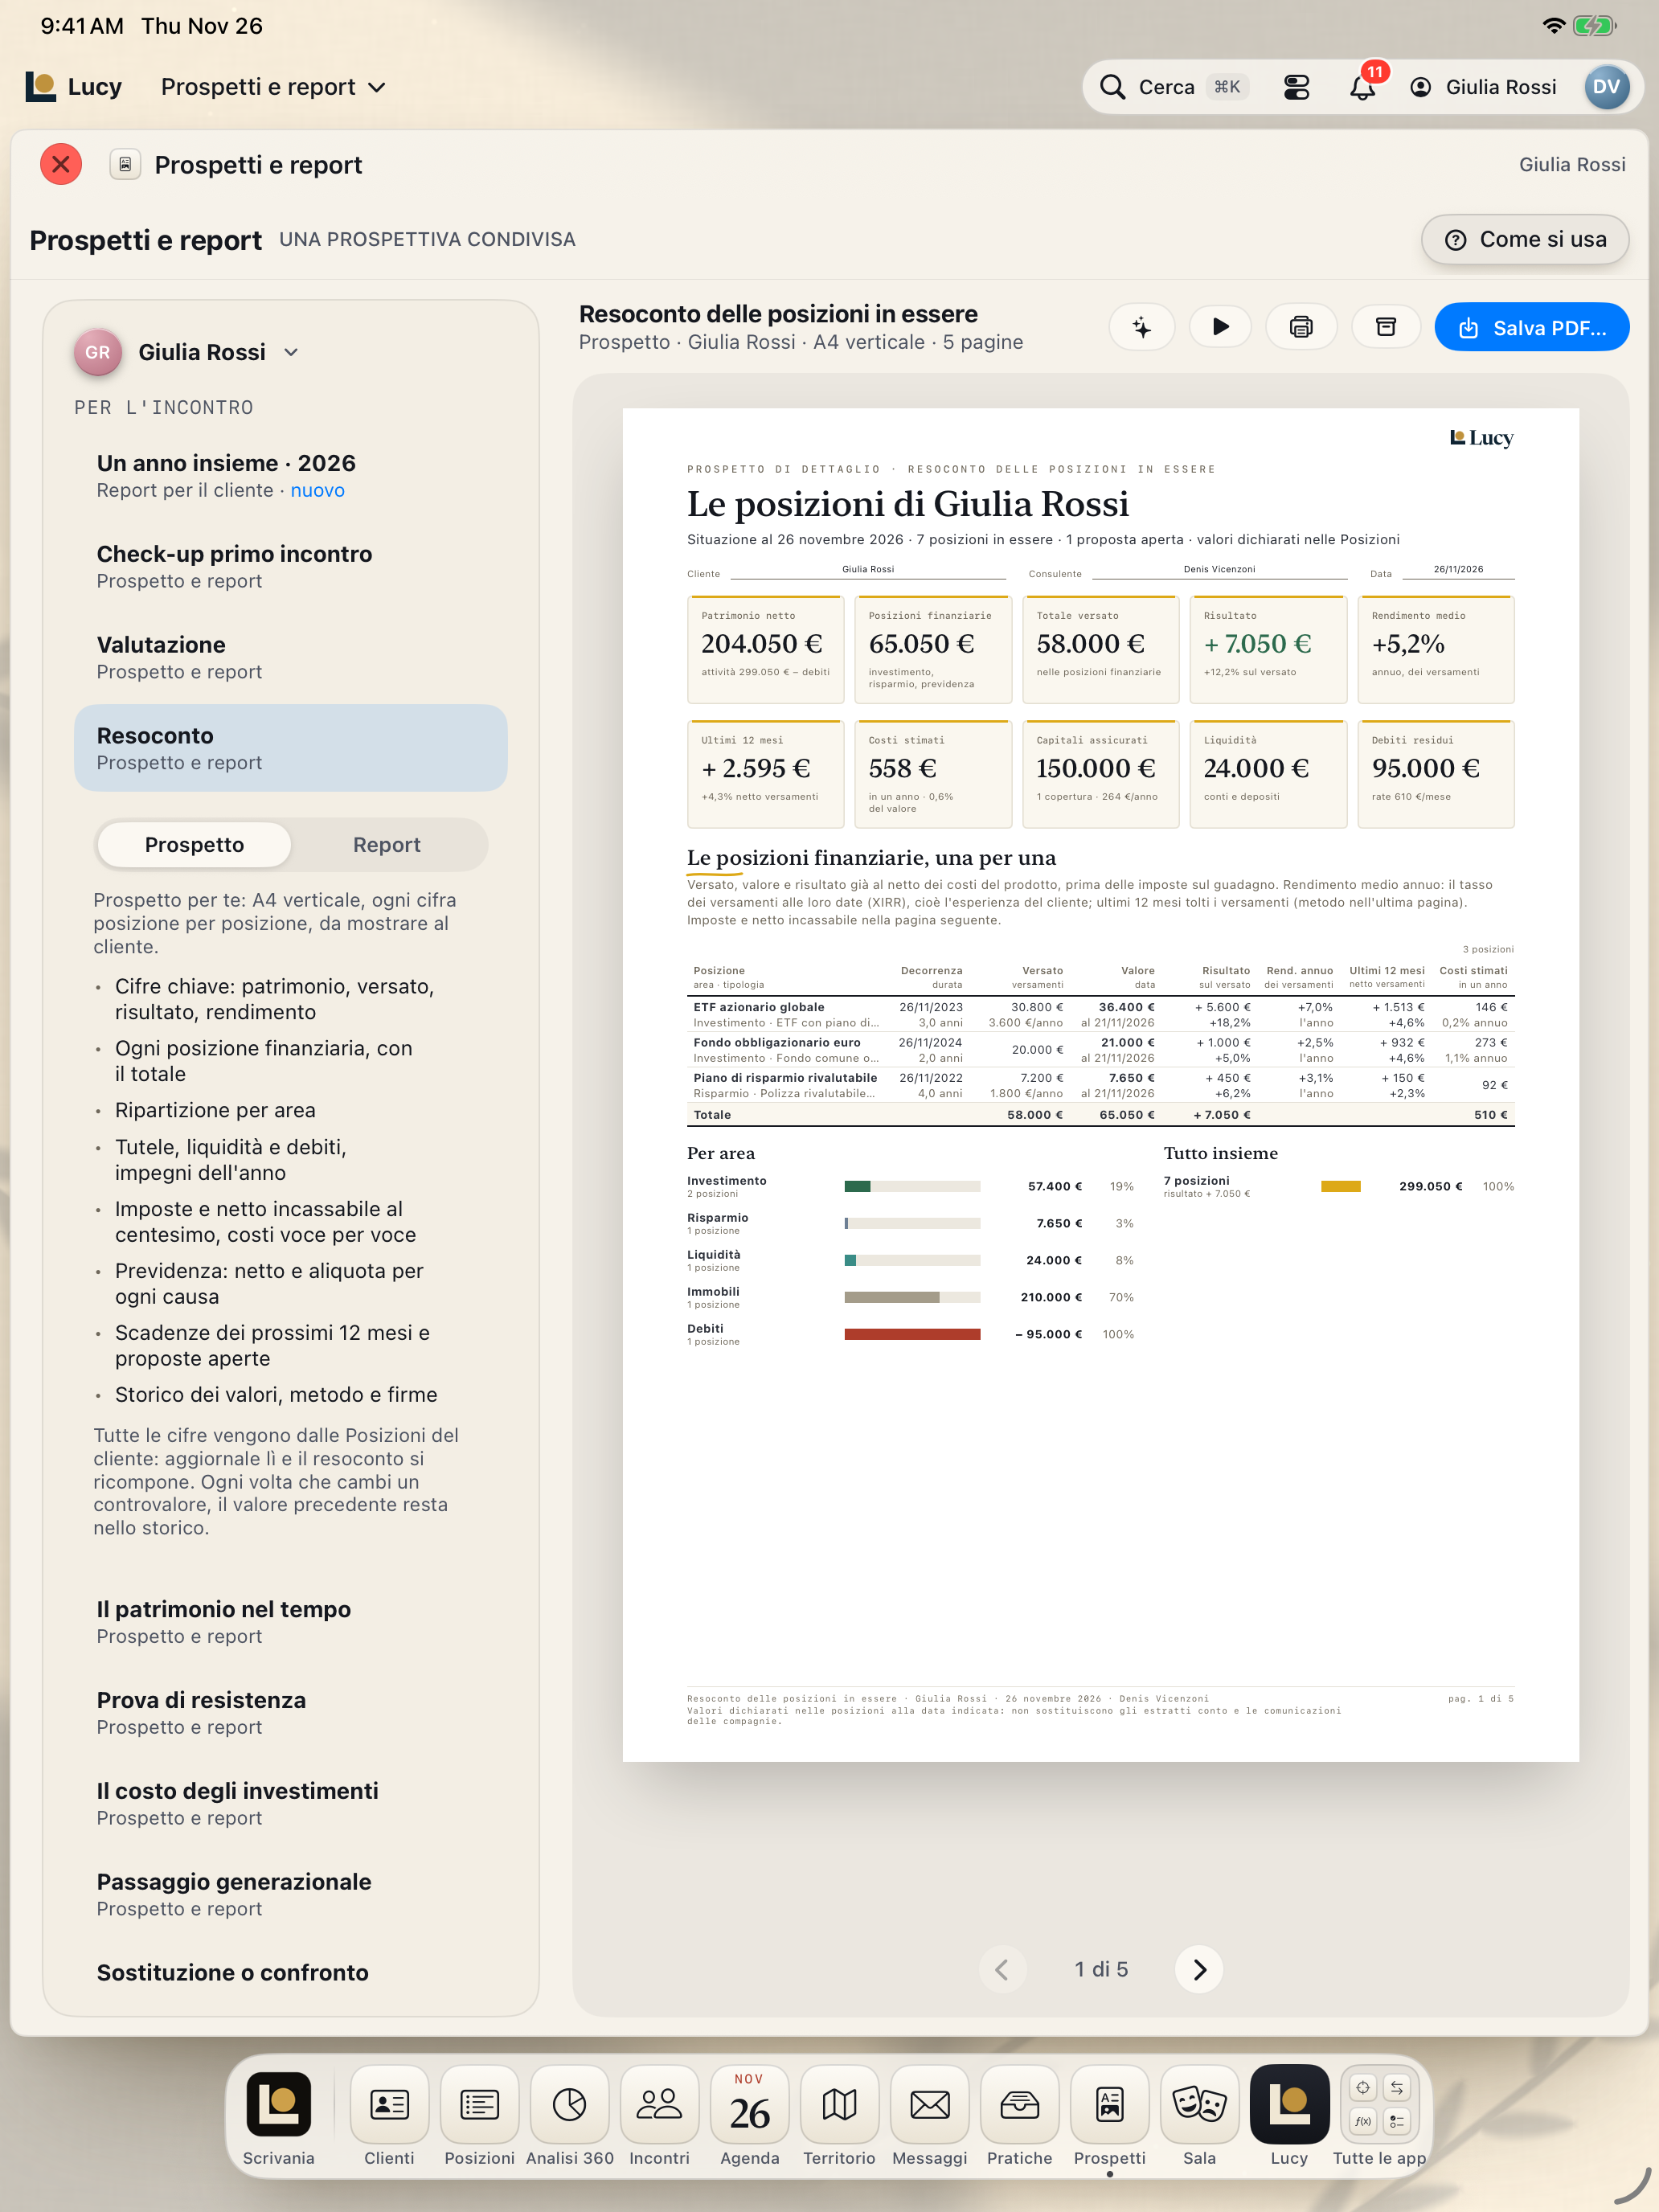 9:41 AM Thu Nov 26
Lucy
Prospetti e report
Cerca ⌘K
11
Giulia Rossi
DV
Prospetti e report
Giulia Rossi
Prospetti e report UNA PROSPETTIVA CONDIVISA
Come si usa
GR Giulia Rossi
PER L'INCONTRO
Un anno insieme · 2026
Report per il cliente · nuovo
Check-up primo incontro
Prospetto e report
Valutazione
Prospetto e report
Resoconto
Prospetto e report
Prospetto Report
Prospetto per te: A4 verticale, ogni cifra
posizione per posizione, da mostrare al
cliente.
· Cifre chiave: patrimonio, versato,
risultato, rendimento
· Ogni posizione finanziaria, con
il totale
· Ripartizione per area
· Tutele, liquidità e debiti,
impegni dell'anno
· Imposte e netto incassabile al
centesimo, costi voce per voce
· Previdenza: netto e aliquota per
ogni causa
· Scadenze dei prossimi 12 mesi e
proposte aperte
· Storico dei valori, metodo e firme
Tutte le cifre vengono dalle Posizioni del
cliente: aggiornale lì e il resoconto si
ricompone. Ogni volta che cambi un
controvalore, il valore precedente resta
nello storico.
Il patrimonio nel tempo
Prospetto e report
Prova di resistenza
Prospetto e report
Il costo degli investimenti
Prospetto e report
Passaggio generazionale
Prospetto e report
Sostituzione o confronto
Resoconto delle posizioni in essere
Prospetto · Giulia Rossi · A4 verticale · 5 pagine
Salva PDF...
Lucy
PROSPETTO DI DETTAGLIO · RESOCONTO DELLE POSIZIONI IN ESSERE
Le posizioni di Giulia Rossi
Situazione al 26 novembre 2026 · 7 posizioni in essere · 1 proposta aperta · valori dichiarati nelle Posizioni
Cliente Giulia Rossi Consulente Denis Vicenzoni Data 26/11/2026
Patrimonio netto
204.050 €
attività 299.050 € – debiti
Posizioni finanziarie
65.050 €
investimento,
risparmio, previdenza
Totale versato
58.000 €
nelle posizioni finanziarie
Risultato
+ 7.050 €
+12,2% sul versato
Rendimento medio
+5,2%
annuo, dei versamenti
Ultimi 12 mesi
+ 2.595 €
+4,3% netto versamenti
Costi stimati
558 €
in un anno · 0,6%
del valore
Capitali assicurati
150.000 €
1 copertura · 264 €/anno
Liquidità
24.000 €
conti e depositi
Debiti residui
95.000 €
rate 610 €/mese
Le posizioni finanziarie, una per una
Versato, valore e risultato già al netto dei costi del prodotto, prima delle imposte sul guadagno. Rendimento medio annuo: il tasso
dei versamenti alle loro date (XIRR), cioè l'esperienza del cliente; ultimi 12 mesi tolti i versamenti (metodo nell'ultima pagina).
Imposte e netto incassabile nella pagina seguente.
3 posizioni
Posizione Decorrenza Versato Valore Risultato Rend. annuo Ultimi 12 mesi Costi stimati
area · tipologia durata versamenti data sul versato dei versamenti netto versamenti in un anno
ETF azionario globale 26/11/2023 30.800 € 36.400 € + 5.600 € +7,0% + 1.513 € 146 €
Investimento · ETF con piano di... 3,0 anni 3.600 €/anno al 21/11/2026 +18,2% l'anno +4,6% 0,2% annuo
Fondo obbligazionario euro 26/11/2024 20.000 € 21.000 € + 1.000 € +2,5% + 932 € 273 €
Investimento · Fondo comune o... 2,0 anni al 21/11/2026 +5,0% l'anno +4,6% 1,1% annuo
Piano di risparmio rivalutabile 26/11/2022 7.200 € 7.650 € + 450 € +3,1% + 150 € 92 €
Risparmio · Polizza rivalutabile... 4,0 anni 1.800 €/anno al 21/11/2026 +6,2% l'anno +2,3%
Totale 58.000 € 65.050 € + 7.050 € 510 €
Per area
Investimento 57.400 € 19%
2 posizioni
Risparmio 7.650 € 3%
1 posizione
Liquidità 24.000 € 8%
1 posizione
Immobili 210.000 € 70%
1 posizione
Debiti – 95.000 € 100%
1 posizione
Tutto insieme
7 posizioni 299.050 € 100%
risultato + 7.050 €
Resoconto delle posizioni in essere · Giulia Rossi · 26 novembre 2026 · Denis Vicenzoni pag. 1 di 5
Valori dichiarati nelle posizioni alla data indicata: non sostituiscono gli estratti conto e le comunicazioni
delle compagnie.
1 di 5
NOV
26
f(x)
Scrivania Clienti Posizioni Analisi 360 Incontri Agenda Territorio Messaggi Pratiche Prospetti Sala Lucy Tutte le app